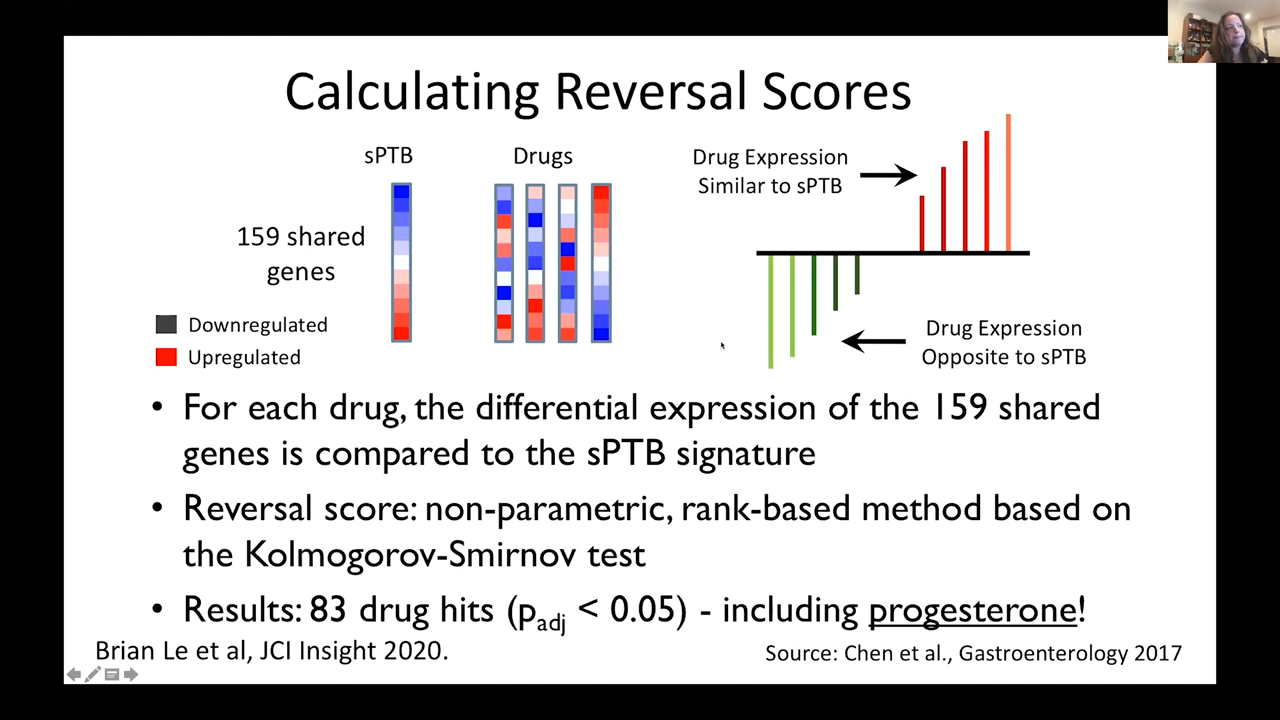 Calculating Reversal Scores
sPTB
Drugs
159 shared
genes
Downregulated
Upregulated
Drug Expression
Similar to sPTB
Drug Expression
Opposite to sPTB
• For each drug, the differential expression of the 159 shared
genes is compared to the sPTB signature
• Reversal score: non-parametric, rank-based method based on
the Kolmogorov-Smirnov test
• Results: 83 drug hits (padj < 0.05) - including progesterone!
Brian Le et al, JCI Insight 2020.
Source: Chen et al., Gastroenterology 2017